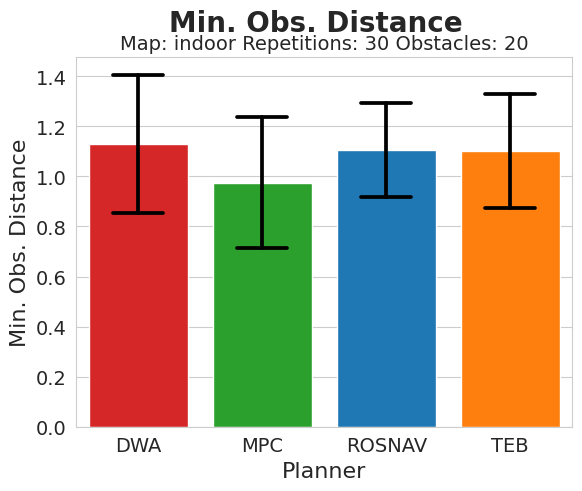 Min. Obs. Distance
Map: indoor Repetitions: 30 Obstacles: 20
Min. Obs. Distance
1.4
1.2
1.0
0.8
0.6
0.4
0.2
0.0
DWA MPC ROSNAV TEB
Planner